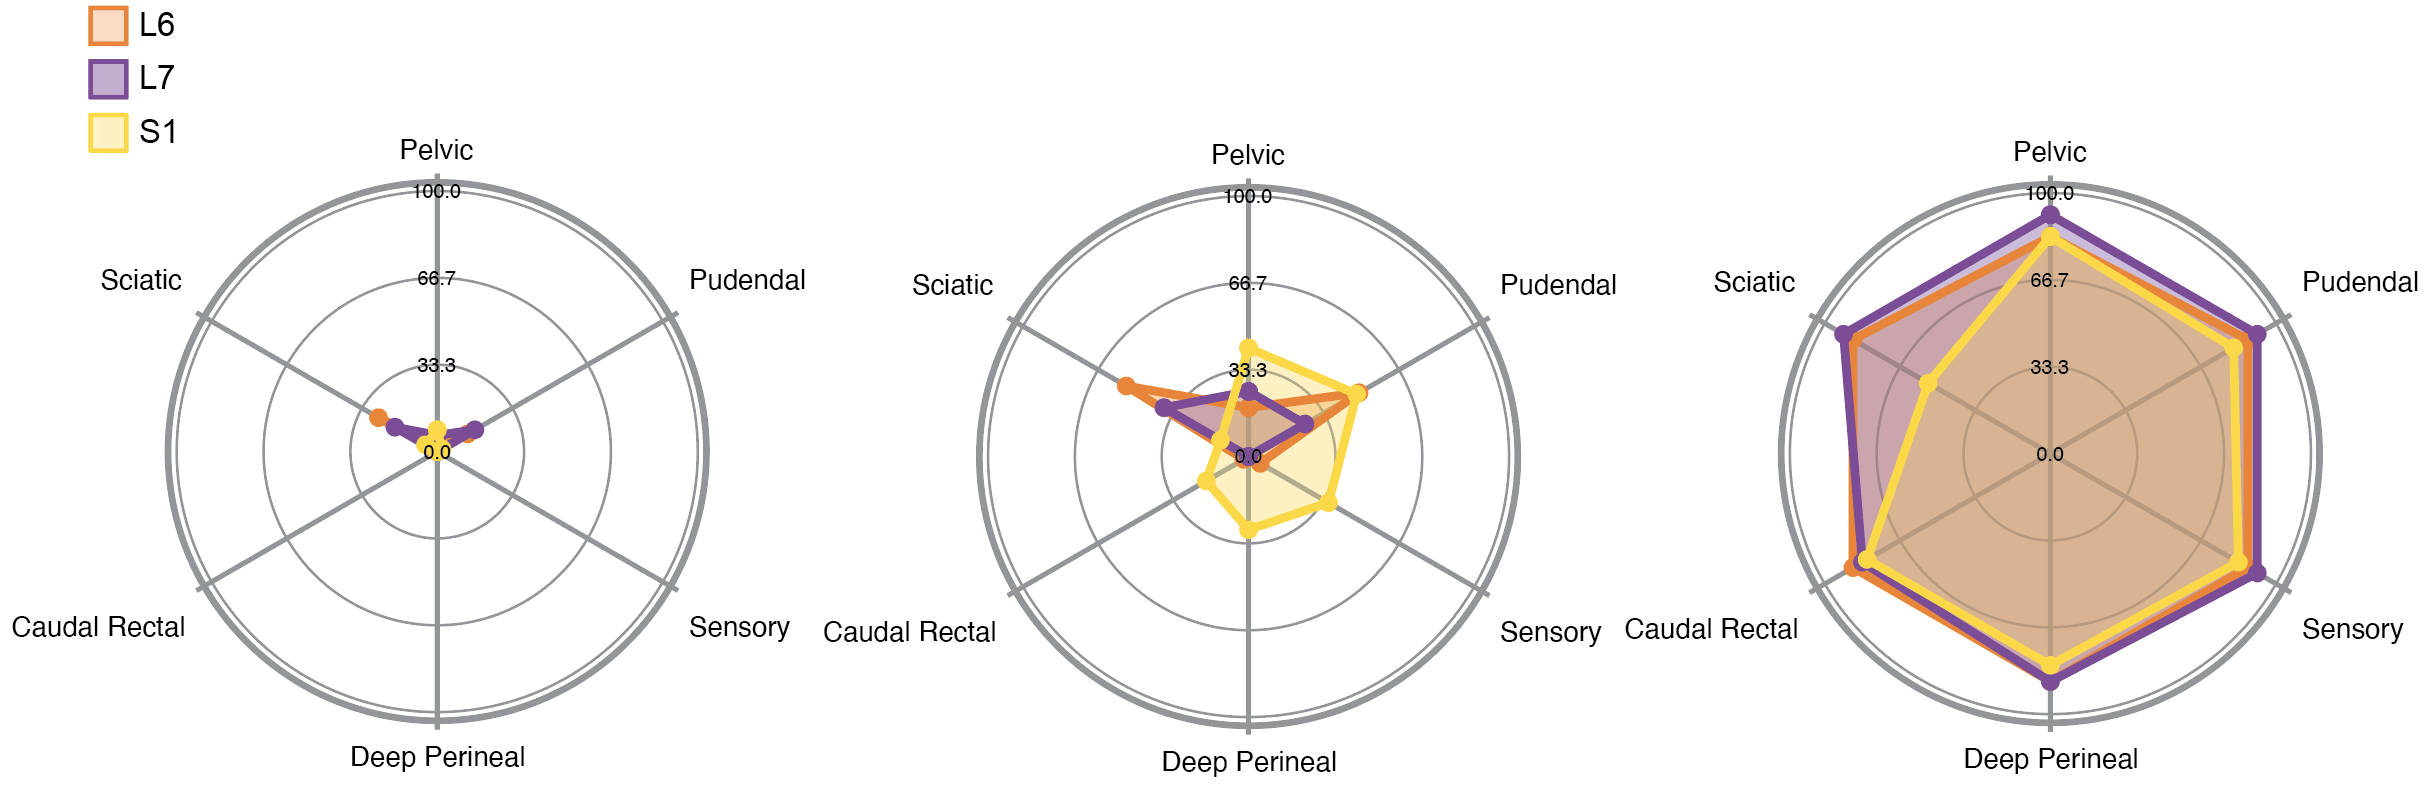 L6
L7
S1
Pelvic
100.0
66.7
33.3
0.0
Pudendal
Sensory
Deep Perineal
Caudal Rectal
Sciatic
Pelvic
100.0
66.7
33.3
0.0
Pudendal
Sensory
Deep Perineal
Caudal Rectal
Sciatic
Pelvic
100.0
66.7
33.3
0.0
Pudendal
Sensory
Deep Perineal
Caudal Rectal
Sciatic